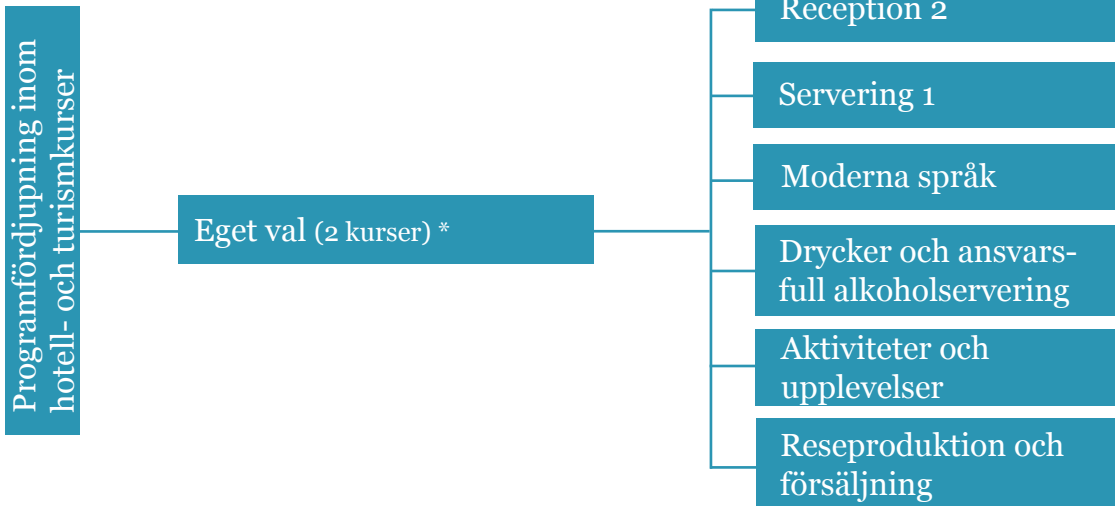 Programfördjupning inom
hotell- och turismkurser
Eget val (2 kurser) *
Reception 2
Servering 1
Moderna språk
Drycker och ansvars-
full alkoholservering
Aktiviteter och
upplevelser
Reseproduktion och
försäljning